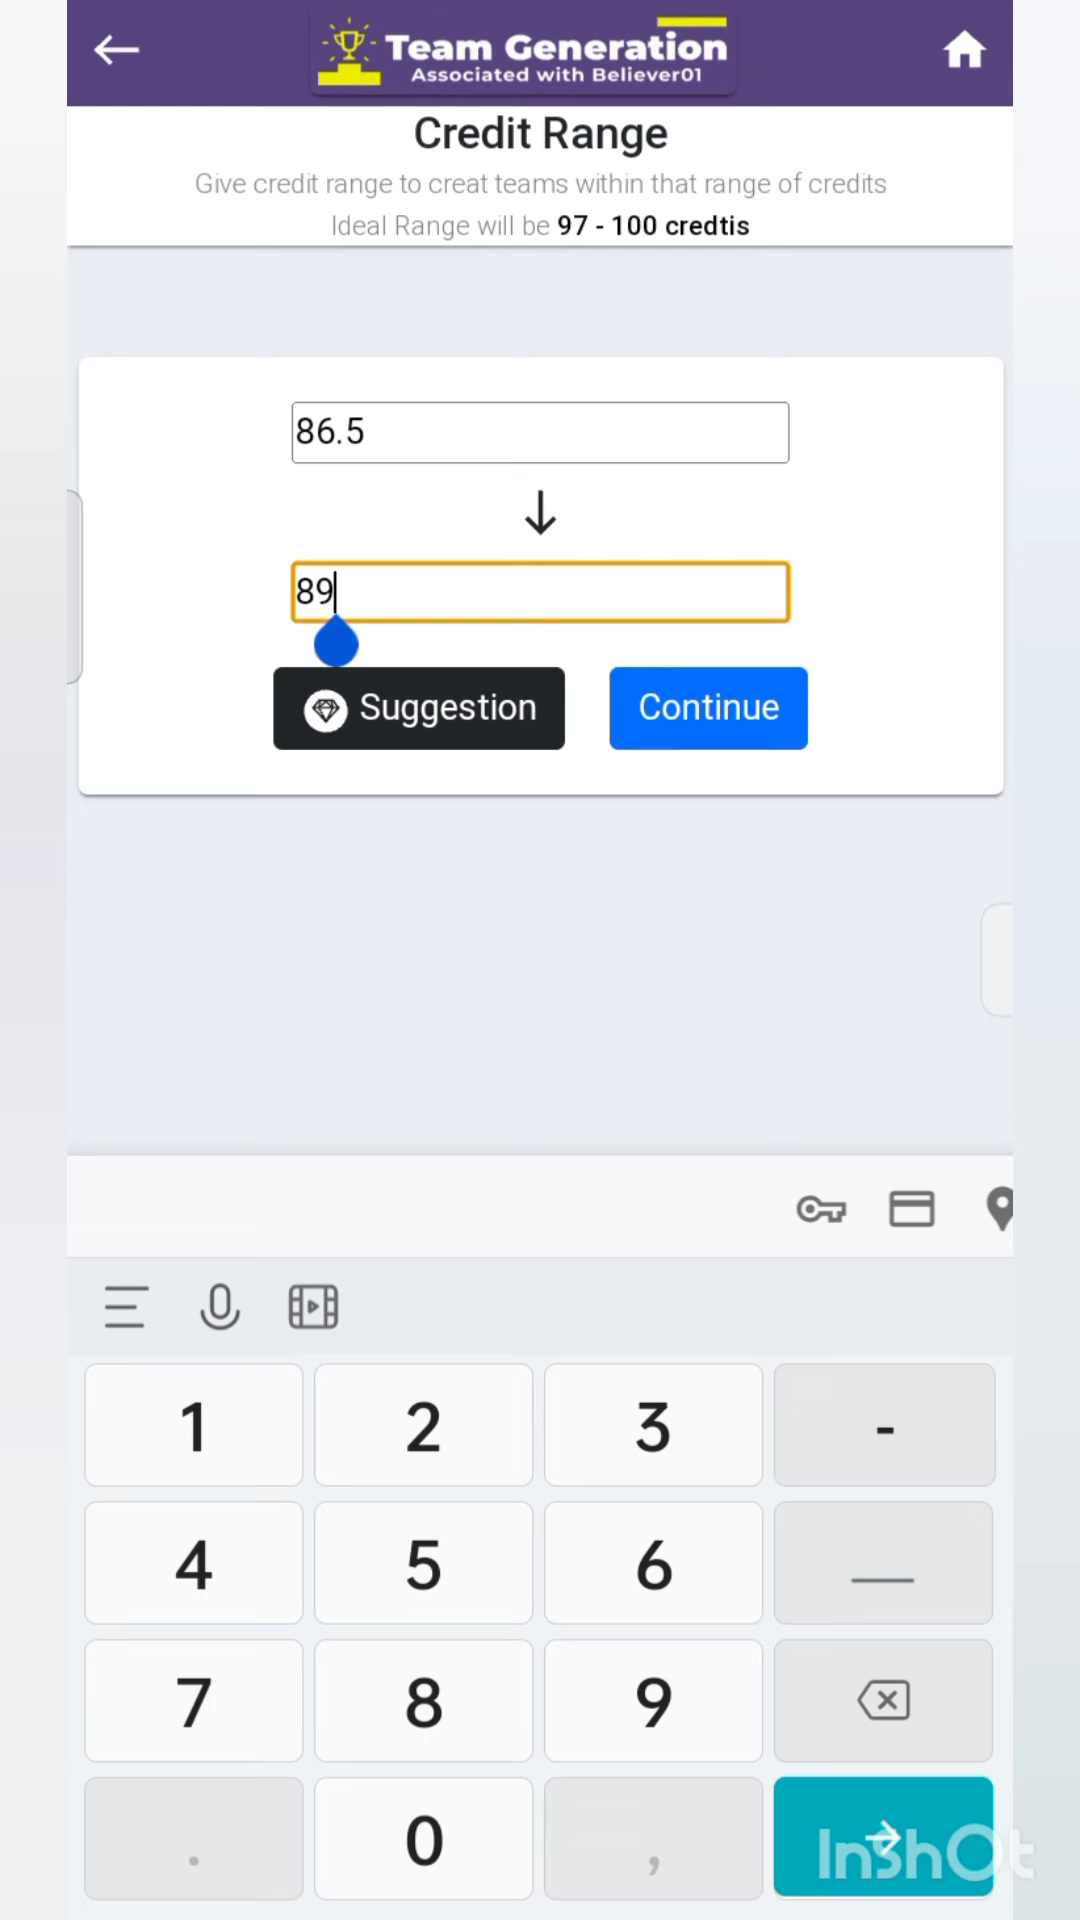 Team Generation
Associated with Believer01
Credit Range
Give credit range to creat teams within that range of credits
Ideal Range will be 97 - 100 credtis
86.5
89
Suggestion
Continue
1
2
3
-
4
5
6
7
8
9
.
0
,
InShOt